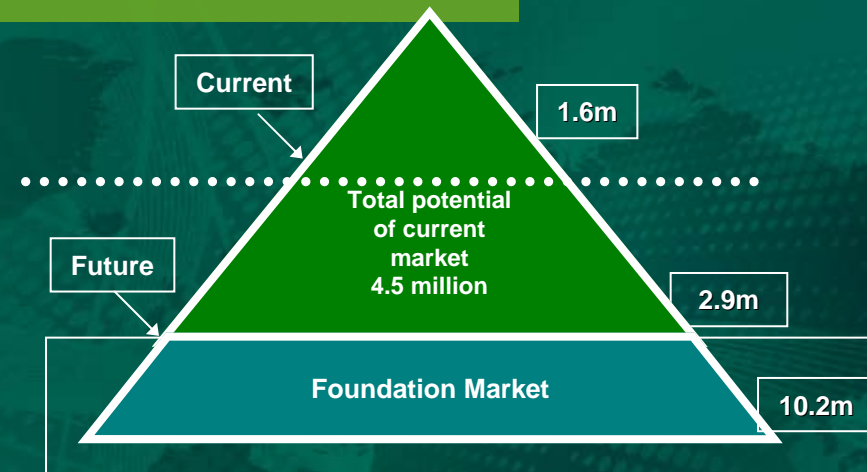 Current
1.6m
Total potential
of current
market
4.5 million
Future
2.9m
Foundation Market
10.2m